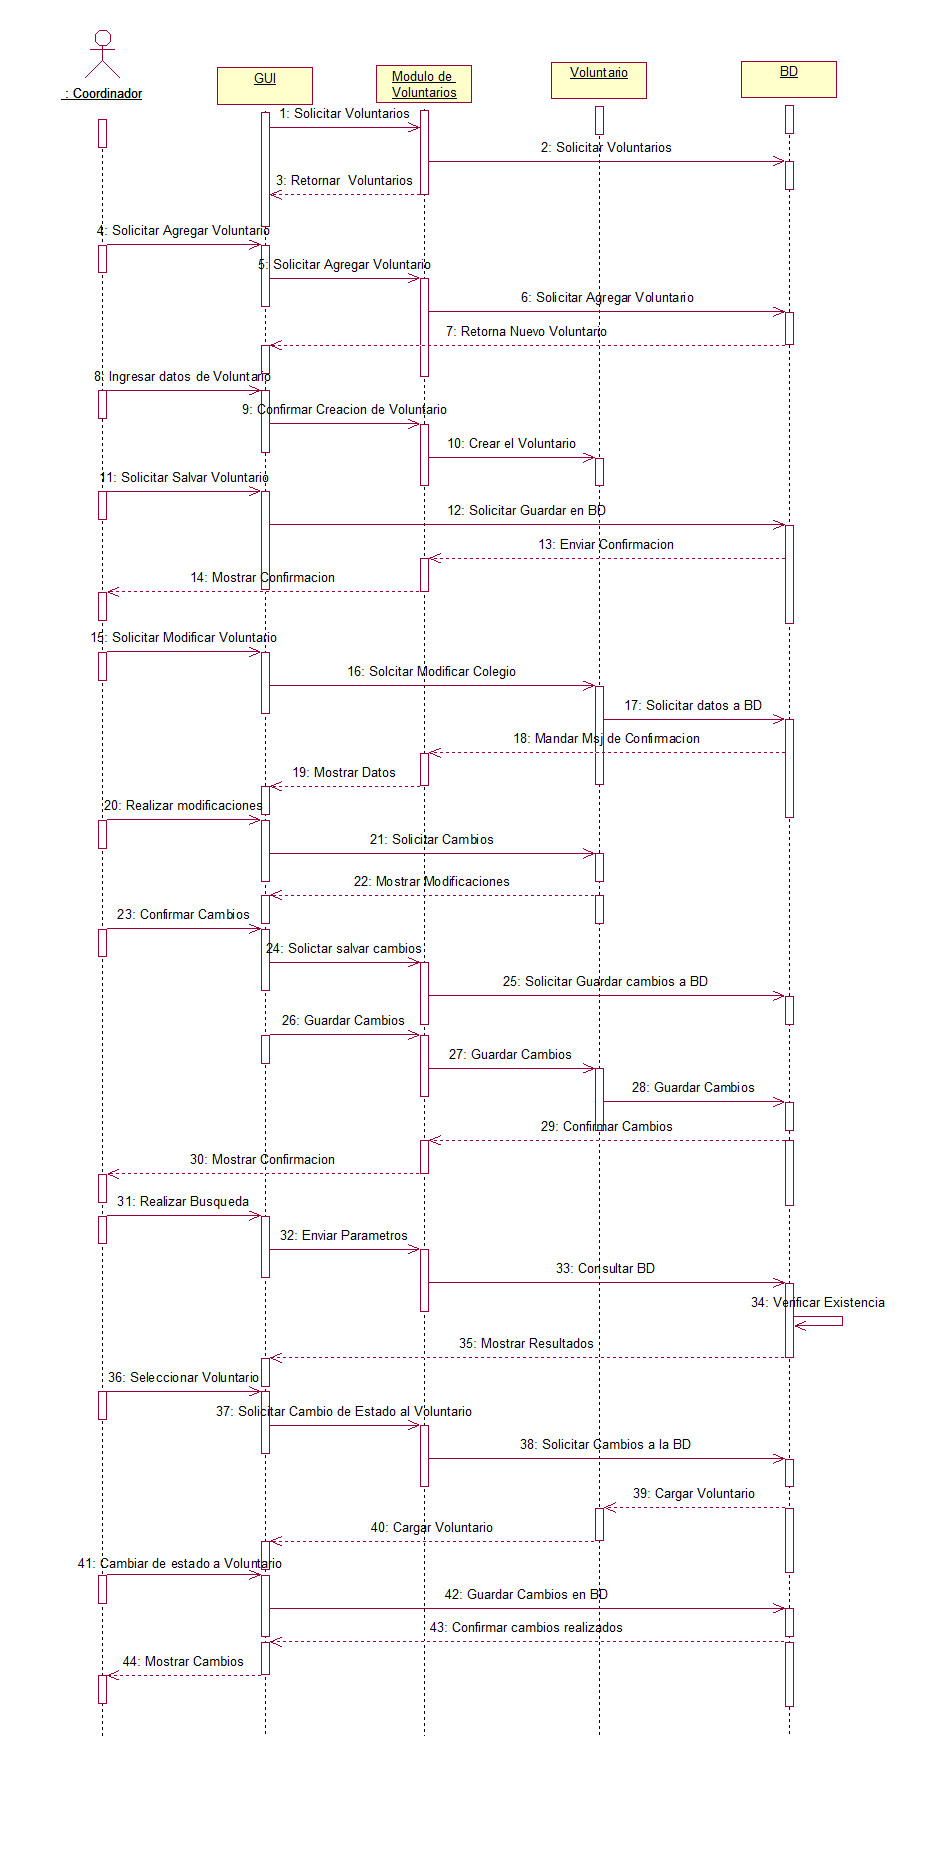 : Coordinador
GUI
Modulo de
Voluntarios
Voluntario
BD
1: Solicitar Voluntarios
2: Solicitar Voluntarios
3: Retornar Voluntarios
4: Solicitar Agregar Voluntario
5: Solicitar Agregar Voluntario
6: Solicitar Agregar Voluntario
7: Retorna Nuevo Voluntario
8: Ingresar datos de Voluntario
9: Confirmar Creacion de Voluntario
10: Crear el Voluntario
11: Solicitar Salvar Voluntario
12: Solicitar Guardar en BD
13: Enviar Confirmacion
14: Mostrar Confirmacion
15: Solicitar Modificar Voluntario
16: Solcitar Modificar Colegio
17: Solicitar datos a BD
18: Mandar Msj de Confirmacion
19: Mostrar Datos
20: Realizar modificaciones
21: Solicitar Cambios
22: Mostrar Modificaciones
23: Confirmar Cambios
24: Solictar salvar cambios
25: Solicitar Guardar cambios a BD
26: Guardar Cambios
27: Guardar Cambios
28: Guardar Cambios
29: Confirmar Cambios
30: Mostrar Confirmacion
31: Realizar Busqueda
32: Enviar Parametros
33: Consultar BD
34: Verificar Existencia
35: Mostrar Resultados
36: Seleccionar Voluntario
37: Solicitar Cambio de Estado al Voluntario
38: Solicitar Cambios a la BD
39: Cargar Voluntario
40: Cargar Voluntario
41: Cambiar de estado a Voluntario
42: Guardar Cambios en BD
43: Confirmar cambios realizados
44: Mostrar Cambios